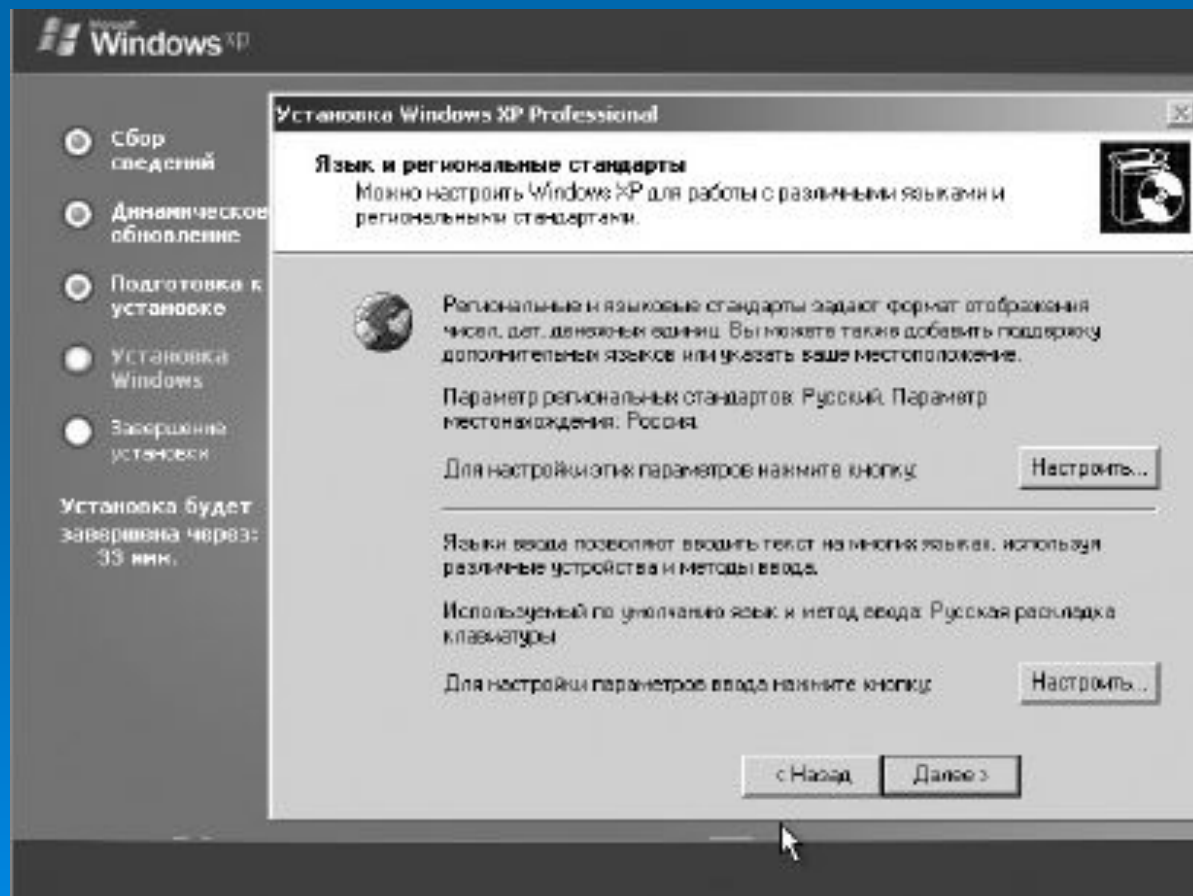 Microsoft
Windows xp
Сбор
сведений
Динамическое
обновление
Подготовка к
установке
Установка
Windows
Завершение
установки
Установка будет
завершена через:
33 мин.
Установка Windows XP Professional
Язык и региональные стандарты
Можно настроить Windows XP для работы с различными языками и
региональными стандартами.
Региональные и языковые стандарты задают формат отображения
чисел, дат, денежных единиц. Вы можете также добавить поддержку
дополнительных языков или указать ваше местоположение.
Параметр региональных стандартов: Русский, Параметр
местонахождения: Россия.
Для настройки этих параметров нажмите кнопку:
Настроить...
Языки ввода позволяют вводить текст на многих языках, используя
различные устройства и методы ввода.
Используемый по умолчанию язык и метод ввода: Русская раскладка
клавиатуры
Для настройки параметров ввода нажмите кнопку:
Настроить...
< Назад
Далее >